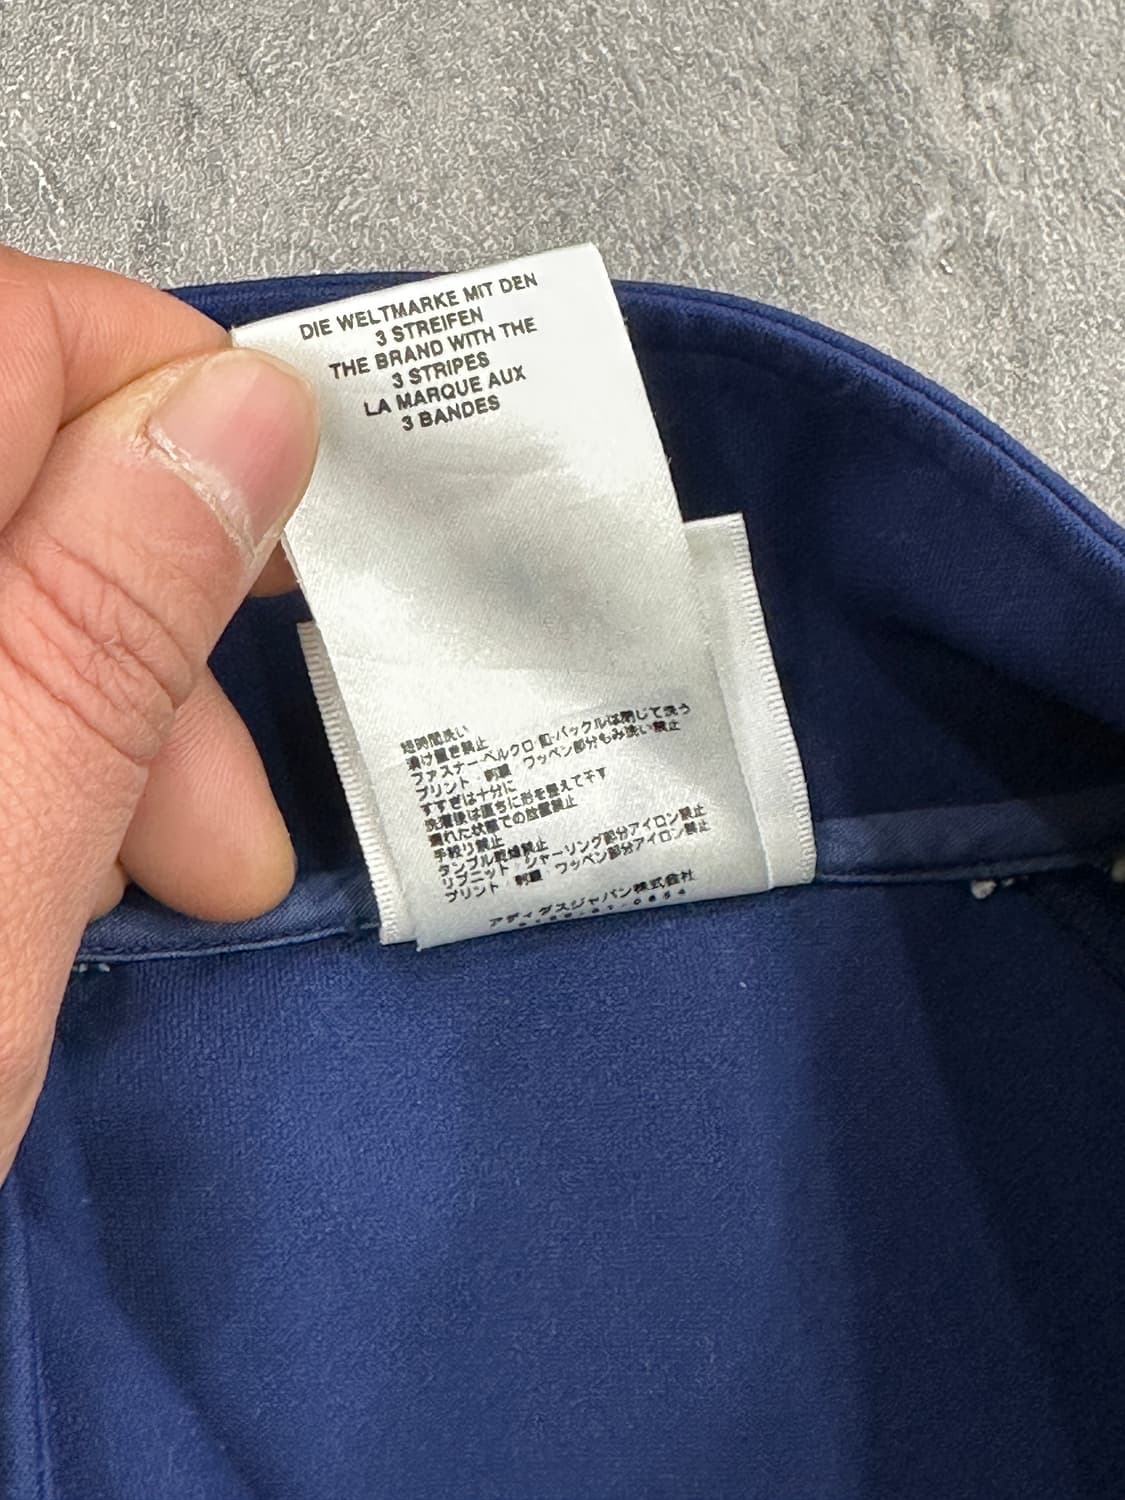 DIE WELTMARKE MIT DEN
3 STREIFEN
THE BRAND WITH THE
3 STRIPES
LA MARQUE AUX
3 BANDES
短時間洗い
漬け置き禁止
ファスナー·ベルクロ·釦·バックルは閉じて洗う
プリント·刺繍·ワッペン部分もみ洗い禁止
すすぎは十分に
洗濯後は直ちに形を整えて干す
濡れた状態での放置禁止
手絞り禁止
タンブル乾燥禁止
リブニット·シャーリング部分アイロン禁止
プリント·刺繍·ワッペン部分アイロン禁止
アディダスジャパン株式会社